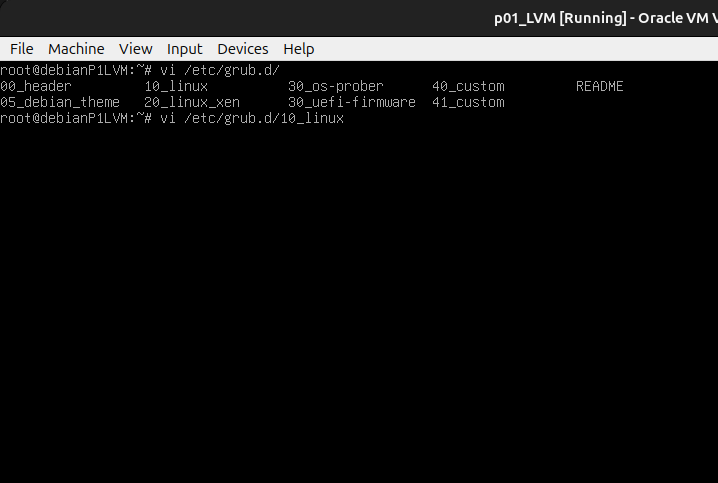 p01_LVM [Running] - Oracle VM V
File Machine View Input Devices Help
root@debianP1LVM:~# vi /etc/grub.d/
00_header 10_linux 30_os-prober 40_custom README
05_debian_theme 20_linux_xen 30_uefi-firmware 41_custom
root@debianP1LVM:~# vi /etc/grub.d/10_linux